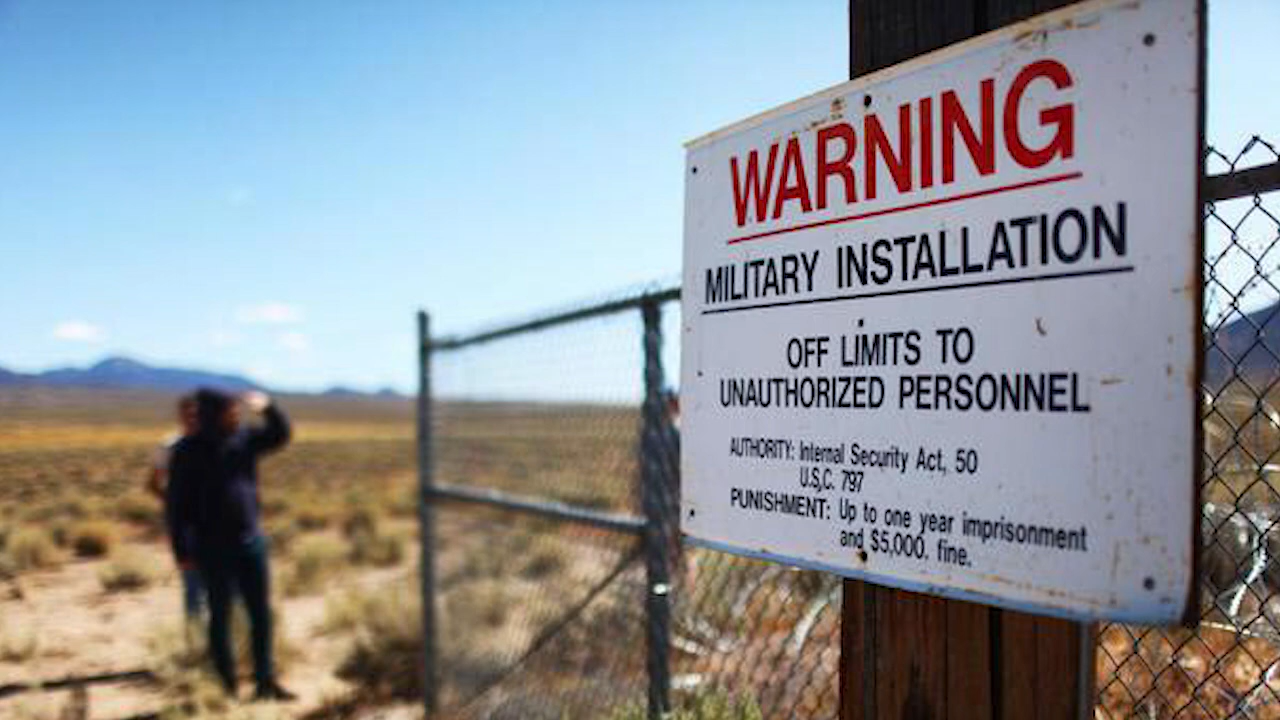 WARNING
MILITARY INSTALLATION
OFF LIMITS TO
UNAUTHORIZED PERSONNEL
AUTHORITY: Internal Security Act, 50
U.S.C. 797
PUNISHMENT: Up to one year imprisonment
and $5,000. fine.